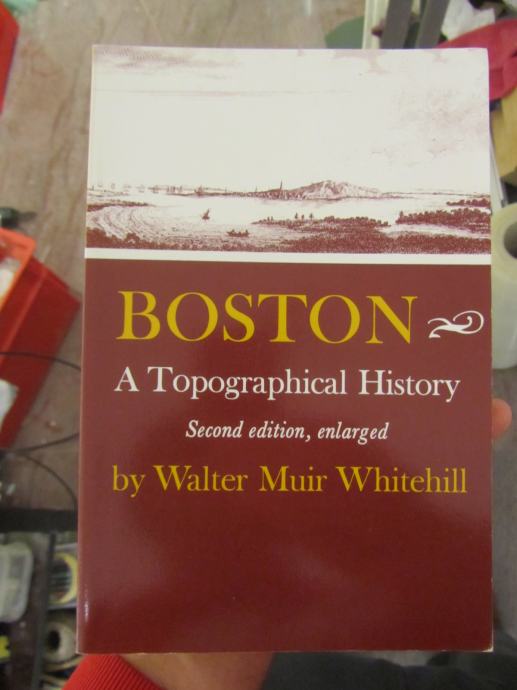 BOSTON
A Topographical History
Second edition, enlarged
by Walter Muir Whitehill